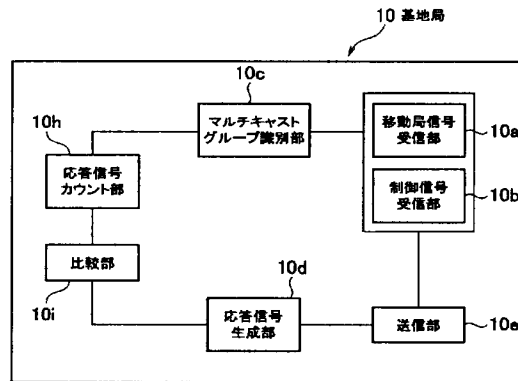 10 基地局
10c
マルチキャスト
グループ識別部
10h
応答信号
カウント部
移動局信号
受信部
10a
制御信号
受信部
10b
比較部
10i
10d
応答信号
生成部
送信部
10e